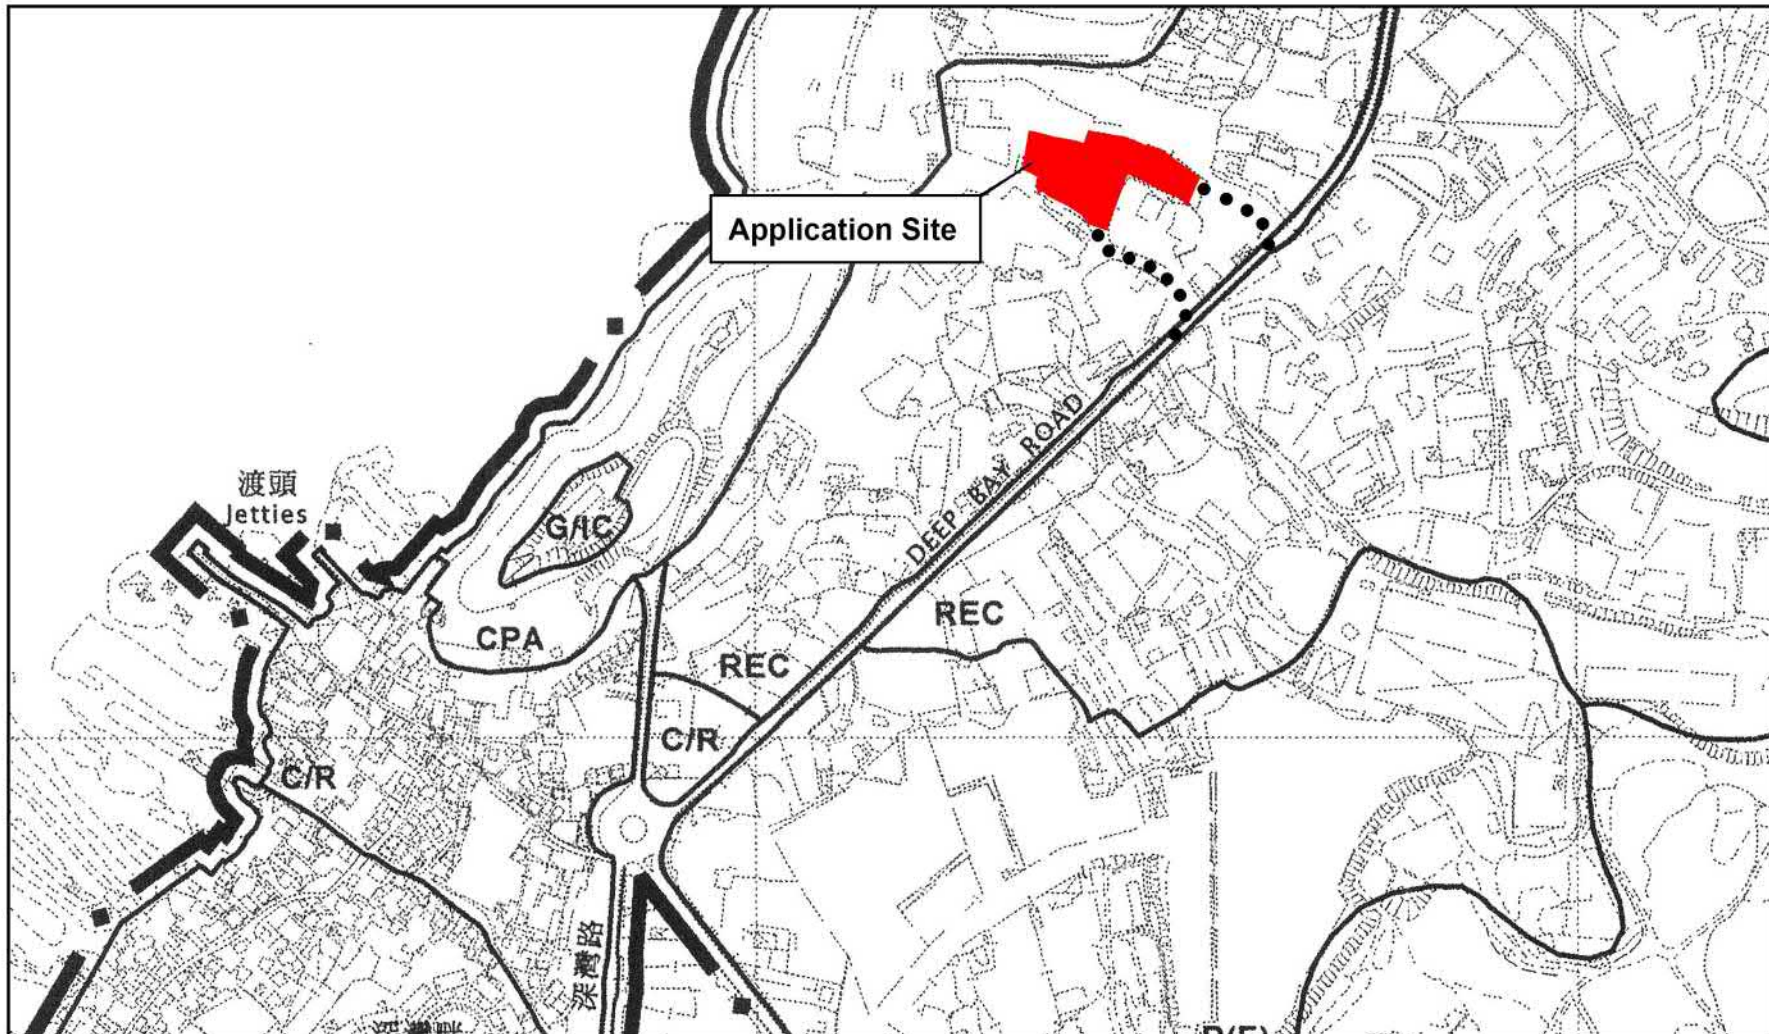 Application Site
渡頭
Jetties
G/IC
DEEP BAY ROAD
CPA
REC
REC
C/R
C/R
深灣路